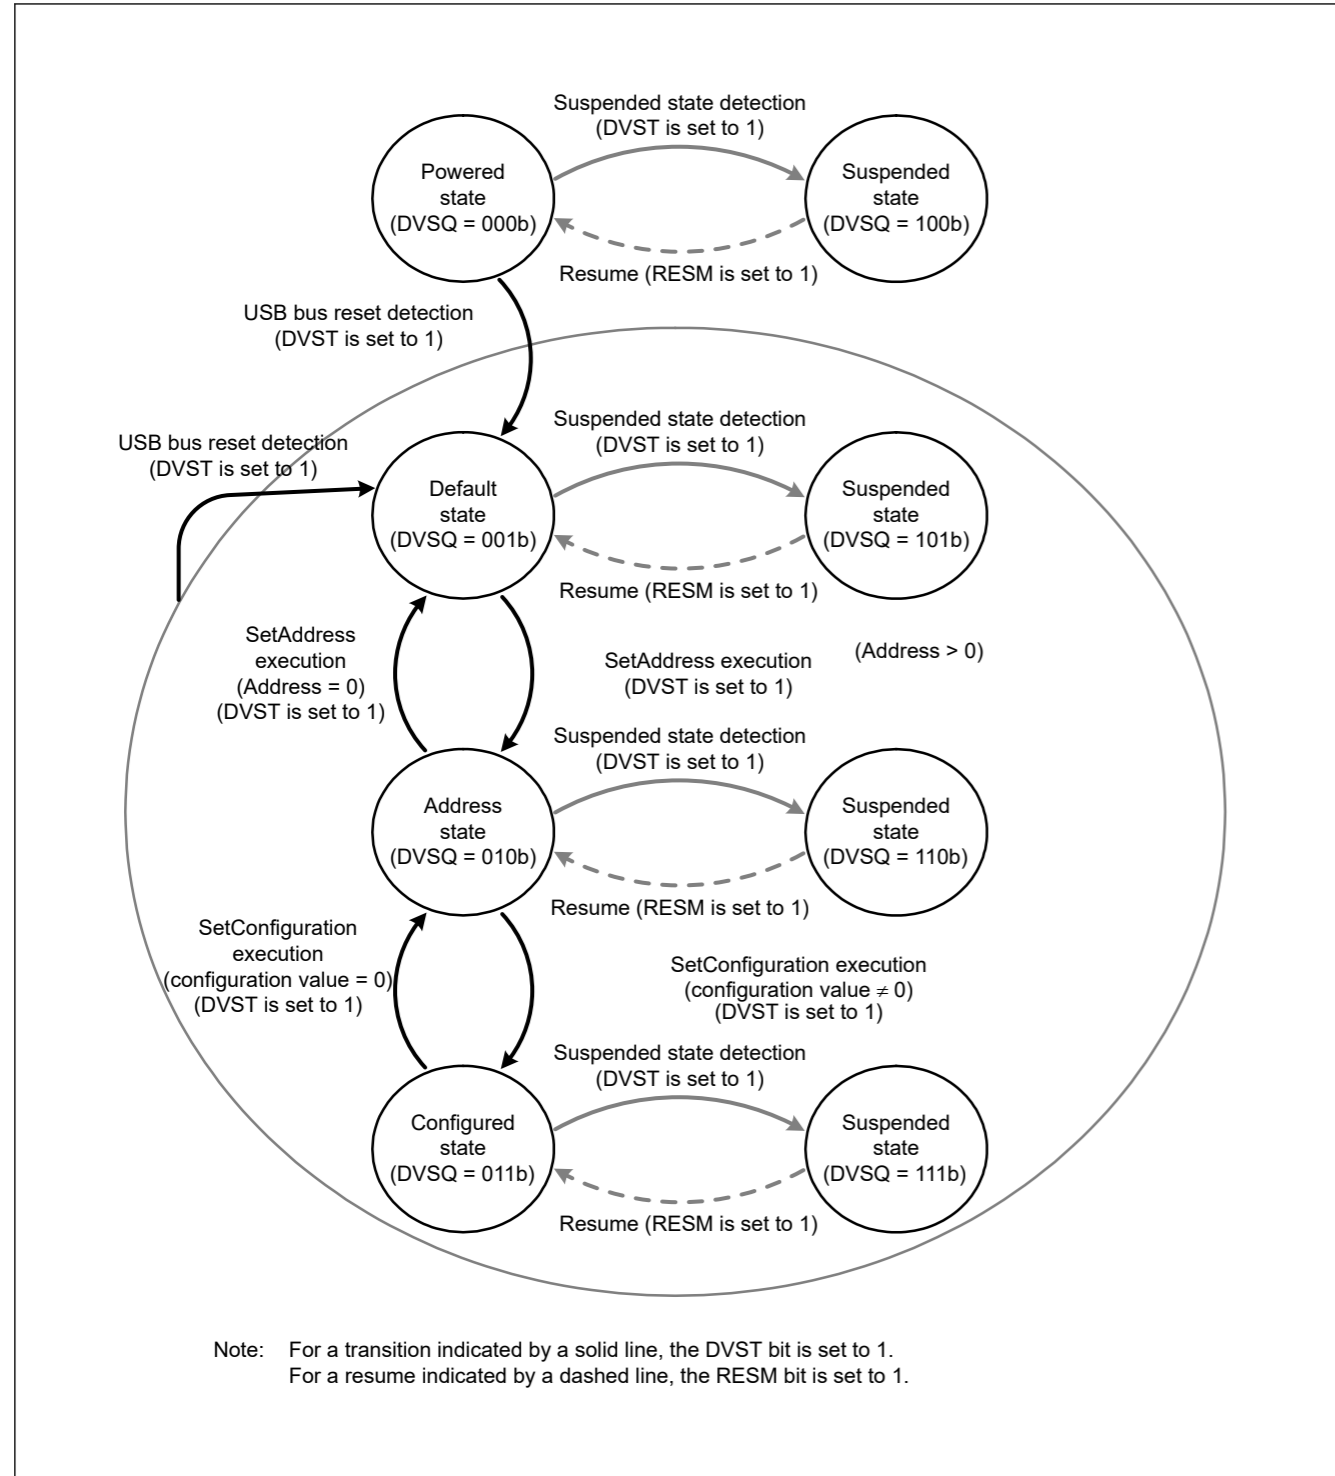 Suspended state detection
(DVST is set to 1)
Powered
state
(DVSQ = 000b)
Suspended
state
(DVSQ = 100b)
Resume (RESM is set to 1)
USB bus reset detection
(DVST is set to 1)
USB bus reset detection
(DVST is set to 1)
Suspended state detection
(DVST is set to 1)
Default
state
(DVSQ = 001b)
Suspended
state
(DVSQ = 101b)
Resume (RESM is set to 1)
SetAddress
execution
(Address = 0)
(DVST is set to 1)
SetAddress execution
(DVST is set to 1)
(Address > 0)
Suspended state detection
(DVST is set to 1)
Address
state
(DVSQ = 010b)
Suspended
state
(DVSQ = 110b)
Resume (RESM is set to 1)
SetConfiguration
execution
(configuration value = 0)
(DVST is set to 1)
SetConfiguration execution
(configuration value ≠ 0)
(DVST is set to 1)
Suspended state detection
(DVST is set to 1)
Configured
state
(DVSQ = 011b)
Suspended
state
(DVSQ = 111b)
Resume (RESM is set to 1)
Note: For a transition indicated by a solid line, the DVST bit is set to 1.
For a resume indicated by a dashed line, the RESM bit is set to 1.